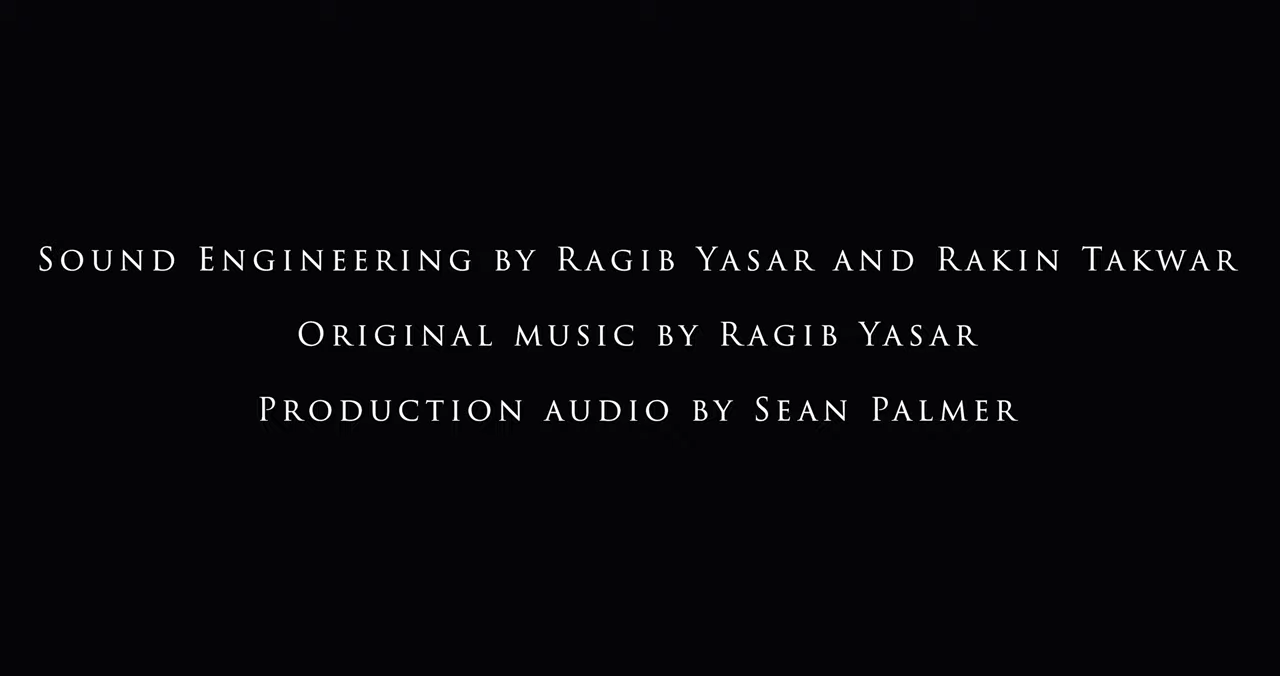 Sound Engineering by Ragib Yasar and Rakin Takwar
Original music by Ragib Yasar
Production audio by Sean Palmer